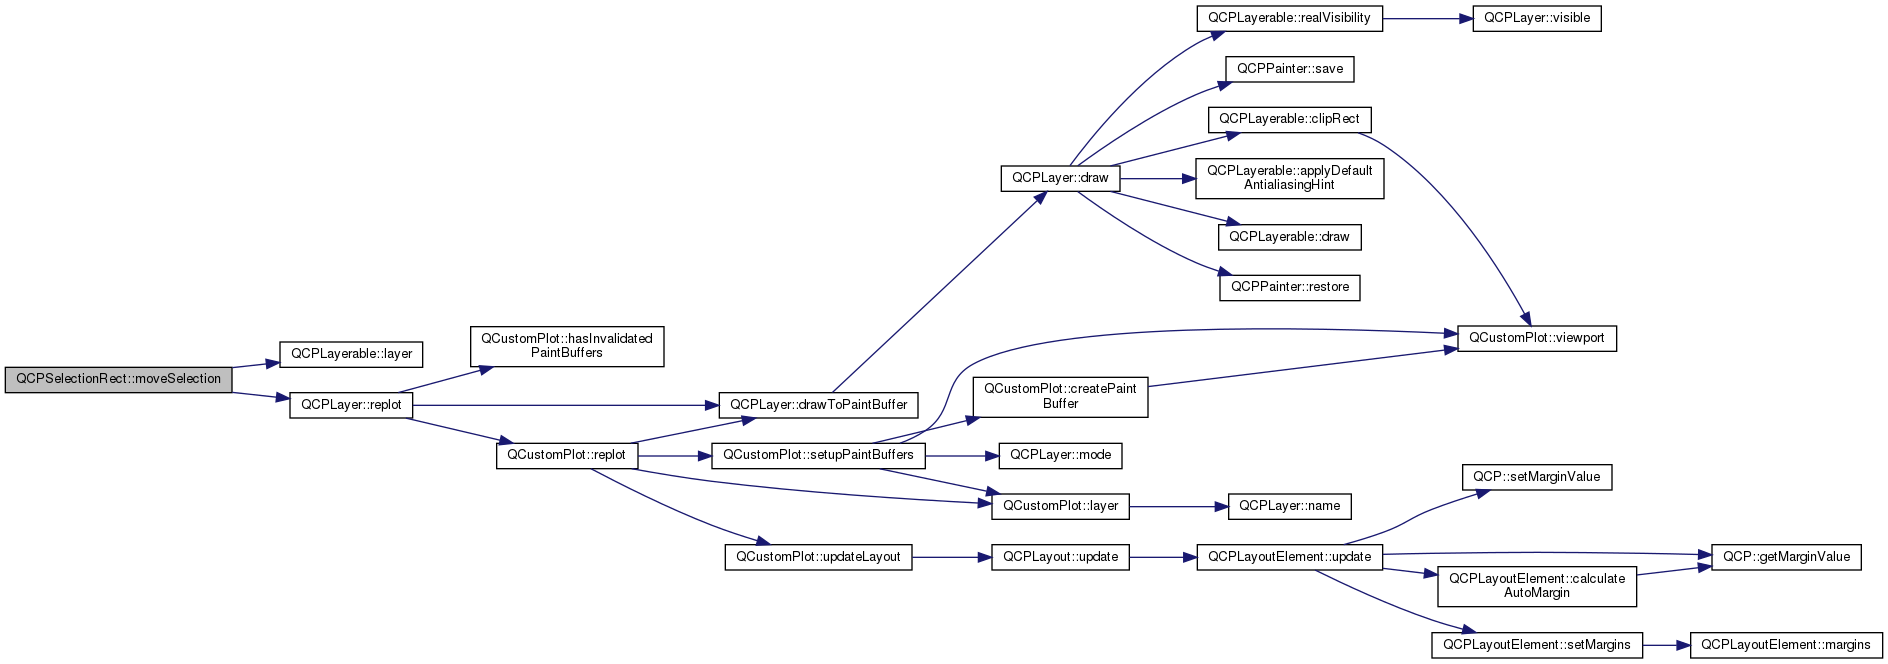 QCPLayerable::realVisibility
QCPLayer::visible
QCPPainter::save
QCPLayerable::clipRect
QCPLayer::draw
QCPLayerable::applyDefault
AntialiasingHint
QCPLayerable::draw
QCPPainter::restore
QCustomPlot::hasInvalidated
PaintBuffers
QCustomPlot::viewport
QCPLayerable::layer
QCPSelectionRect::moveSelection
QCPLayer::replot
QCPLayer::drawToPaintBuffer
QCustomPlot::createPaint
Buffer
QCustomPlot::replot
QCustomPlot::setupPaintBuffers
QCPLayer::mode
QCP::setMarginValue
QCustomPlot::layer
QCPLayer::name
QCustomPlot::updateLayout
QCPLayout::update
QCPLayoutElement::update
QCP::getMarginValue
QCPLayoutElement::calculate
AutoMargin
QCPLayoutElement::setMargins
QCPLayoutElement::margins